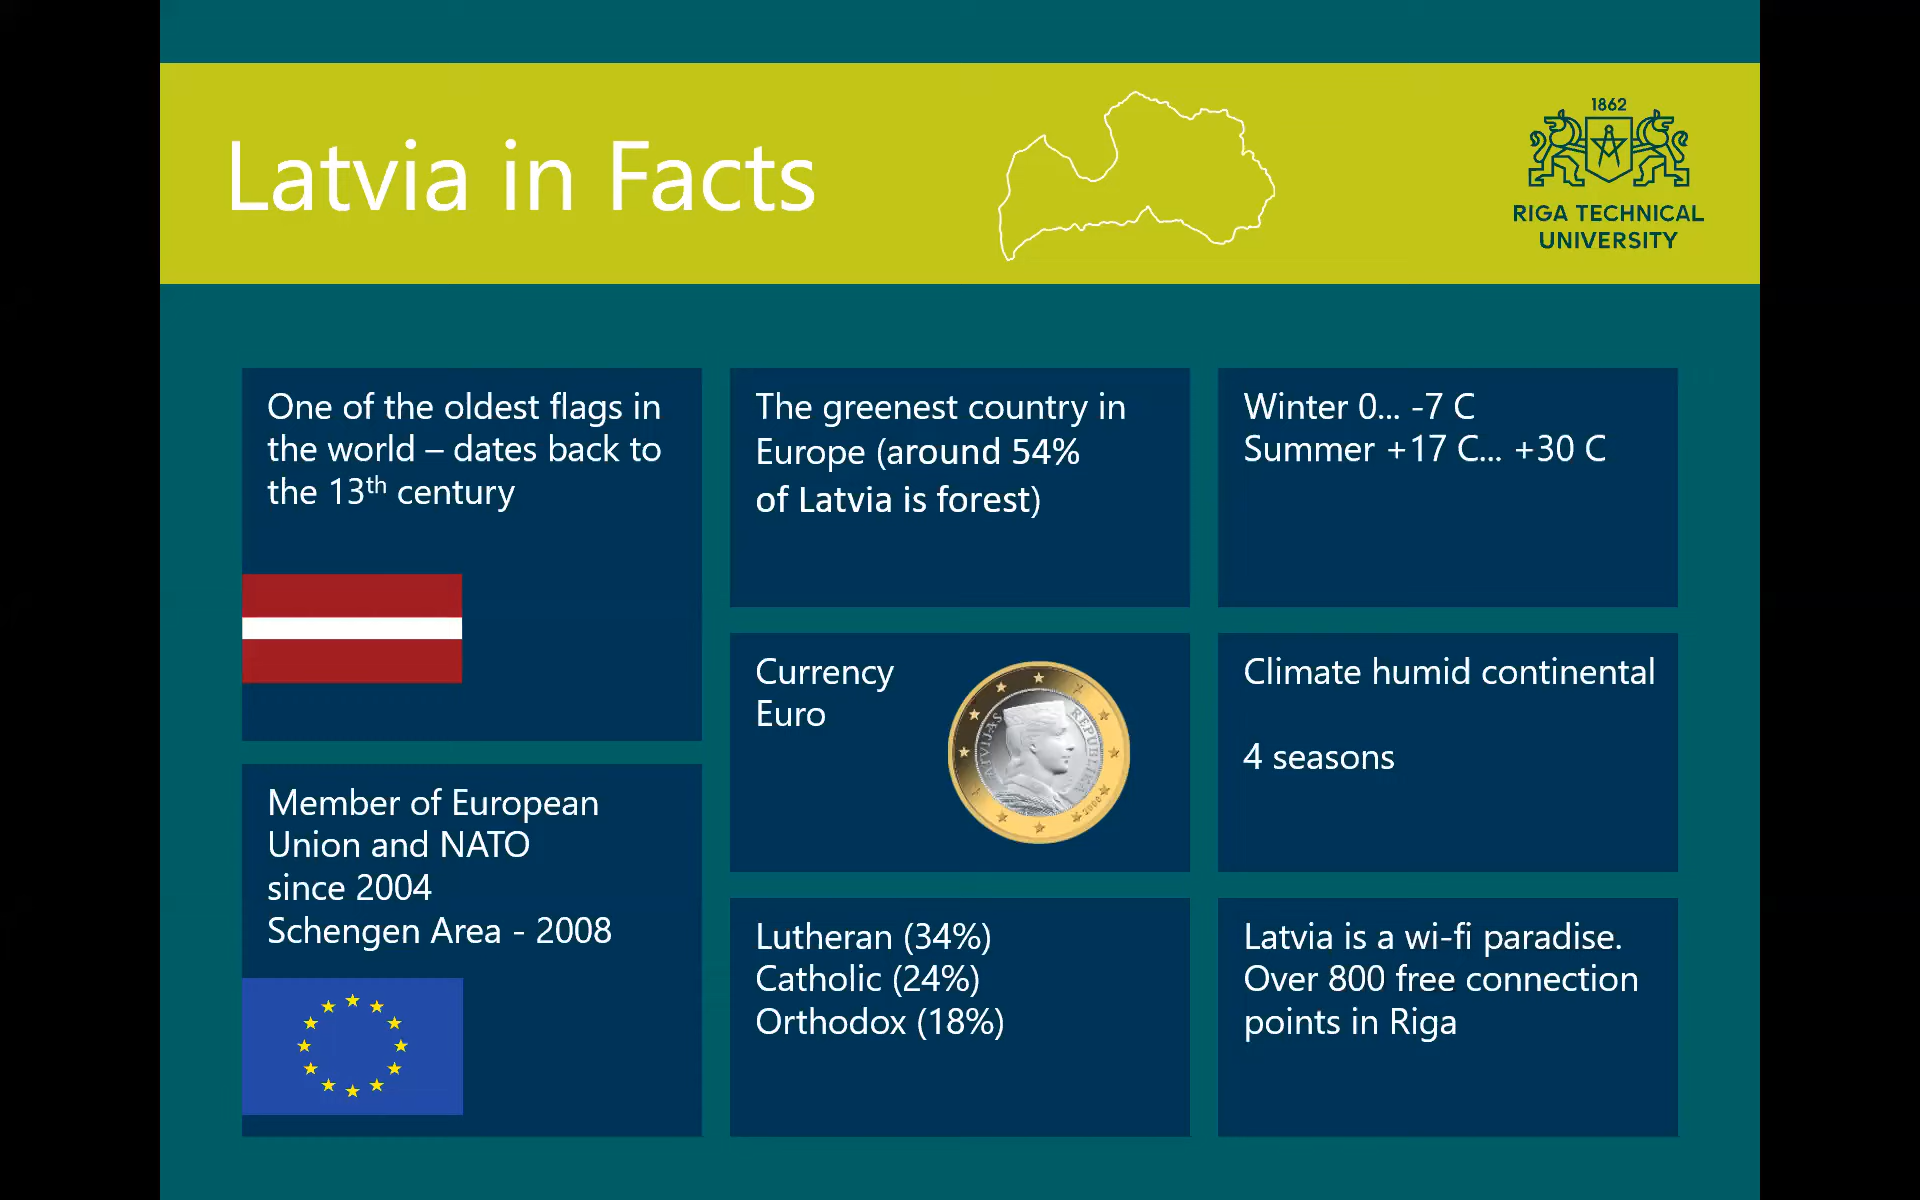 Latvia in Facts
1862
RIGA TECHNICAL
UNIVERSITY
One of the oldest flags in
the world – dates back to
the 13th century
Member of European
Union and NATO
since 2004
Schengen Area - 2008
The greenest country in
Europe (around 54%
of Latvia is forest)
Currency
Euro
LATVIJAS
REPUBLIKA
Lutheran (34%)
Catholic (24%)
Orthodox (18%)
Winter 0... -7 C
Summer +17 C... +30 C
Climate humid continental
4 seasons
Latvia is a wi-fi paradise.
Over 800 free connection
points in Riga